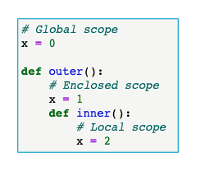 # Global scope
x = 0

def outer():
    # Enclosed scope
    x = 1
    def inner():
        # Local scope
        x = 2